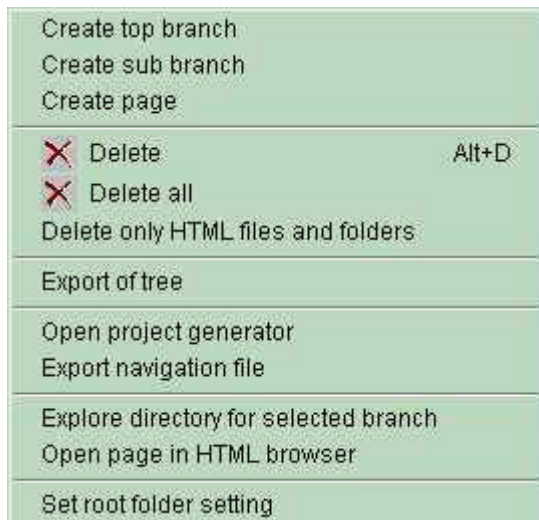 Create top branch
Create sub branch
Create page
Delete Alt+D
Delete all
Delete only HTML files and folders
Export of tree
Open project generator
Export navigation file
Explore directory for selected branch
Open page in HTML browser
Set root folder setting